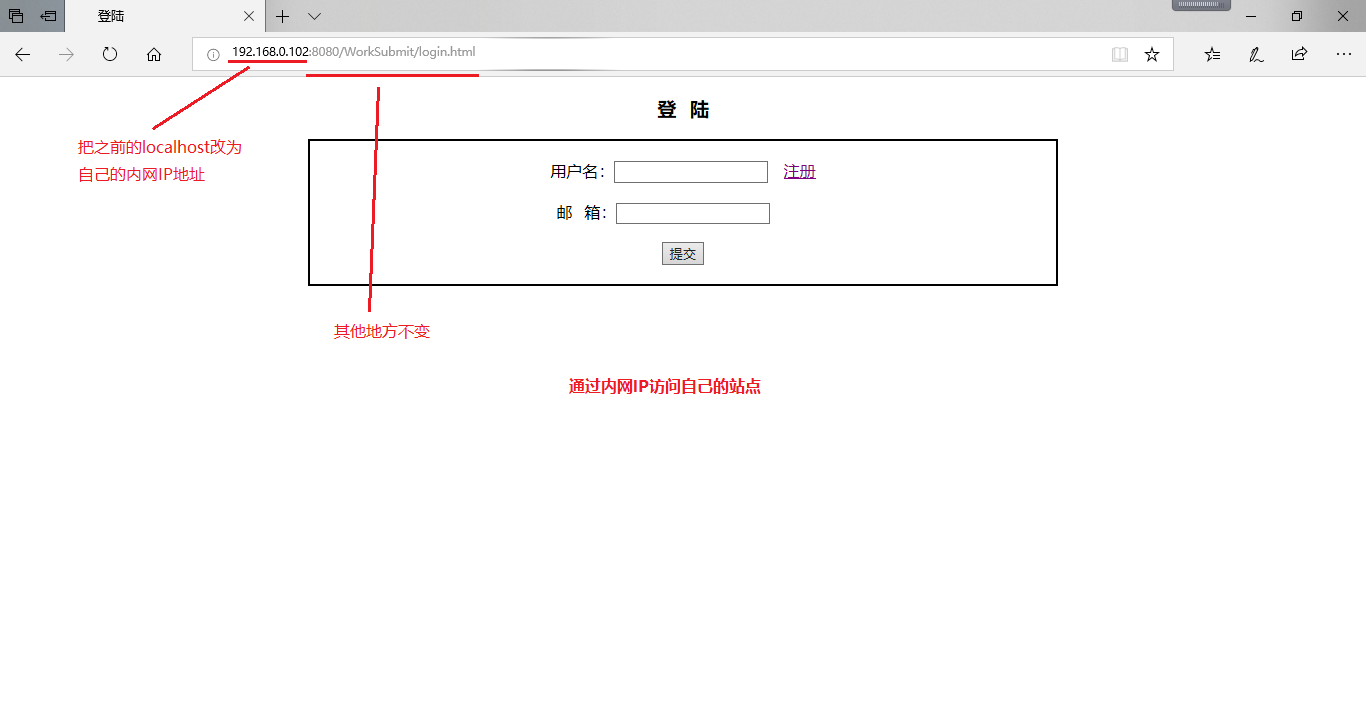 登陆
192.168.0.102:8080/WorkSubmit/login.html
登 陆
把之前的localhost改为
自己的内网IP地址
用户名： 注册
邮 箱：
提交
其他地方不变
通过内网IP访问自己的站点